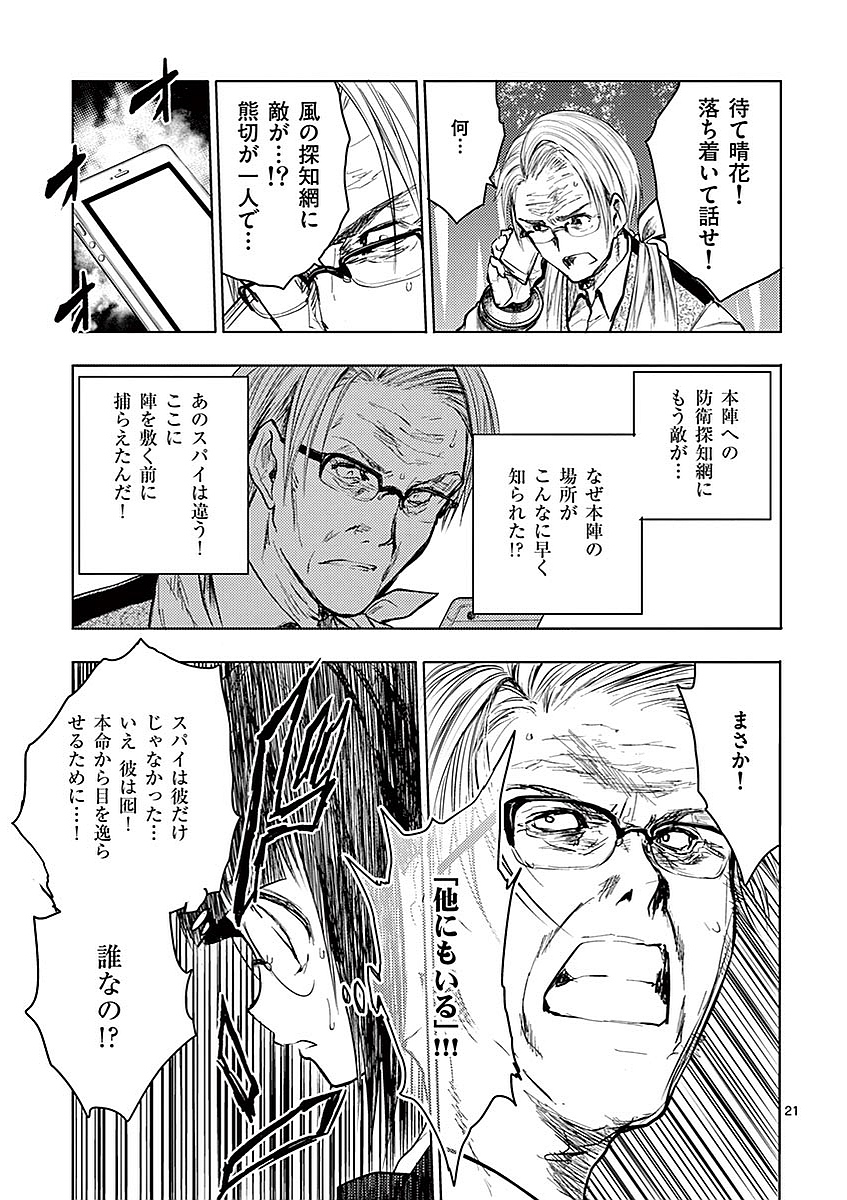 待て晴花！
落ち着いて話せ！
何…
風の探知網に
敵が…!?
熊切が一人で…
オオオオ
本陣への
防衛探知網に
もう敵が…
なぜ本陣の
場所が
こんなに早く
知られた!?
あのスパイは違う！
ここに
陣を敷く前に
捕らえたんだ！
まさか！
「他にもいる」!!!
ドドド
スパイは彼だけ
じゃなかった…
いえ 彼は囮！
本命から目を逸ら
せるために…！
誰なの!?
21